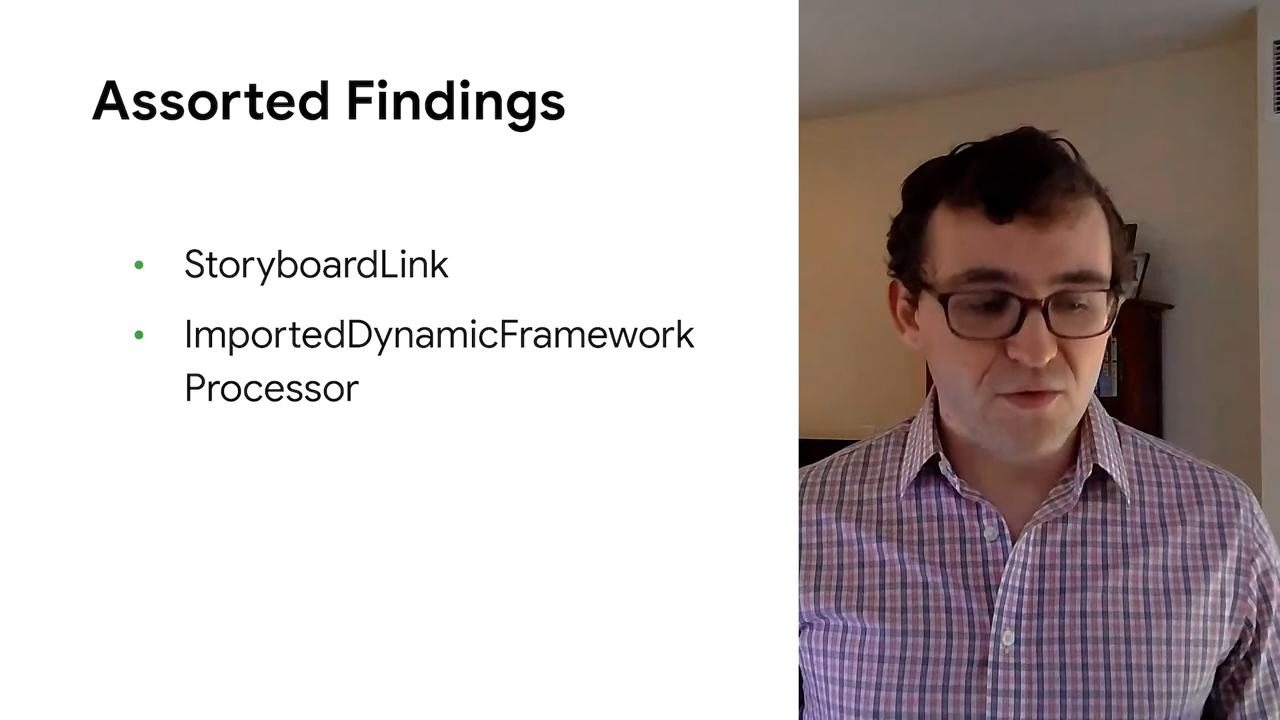 Assorted Findings
• StoryboardLink
• ImportedDynamicFramework
Processor